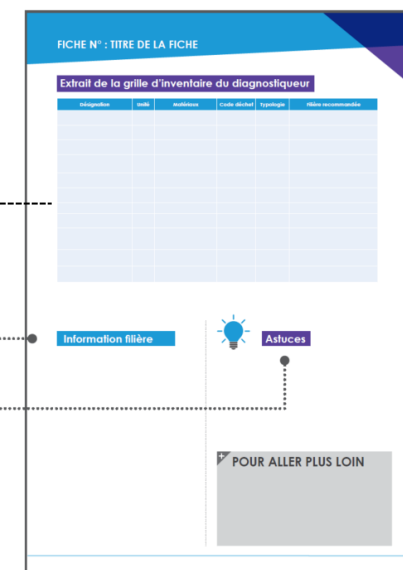 FICHE N° : TITRE DE LA FICHE
Extrait de la grille d'inventaire du diagnostiqueur
Désignation Unité Matériaux Code déchet Typologie Filière recommandée
Information filière
Astuces
+
POUR ALLER PLUS LOIN